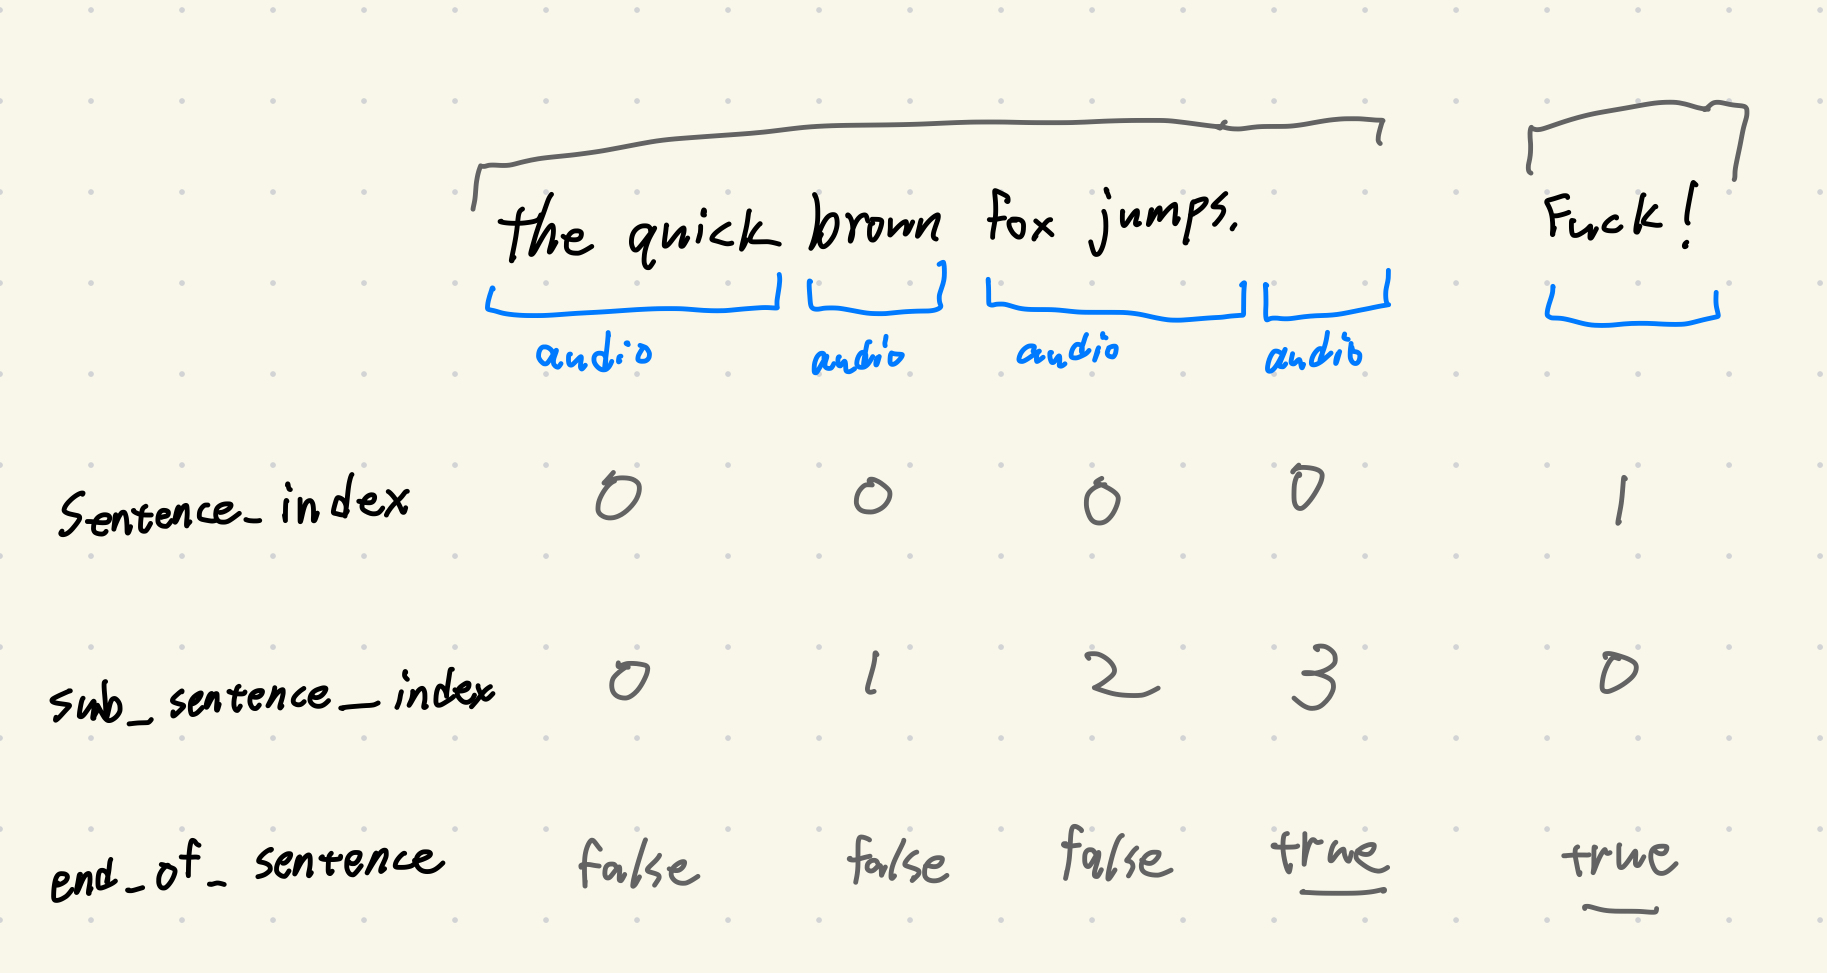 the quick brown fox jumps. Fuck!
audio audio audio audio
Sentence_index 0 0 0 0 1
sub_sentence_index 0 1 2 3 0
end_of_sentence false false false true true